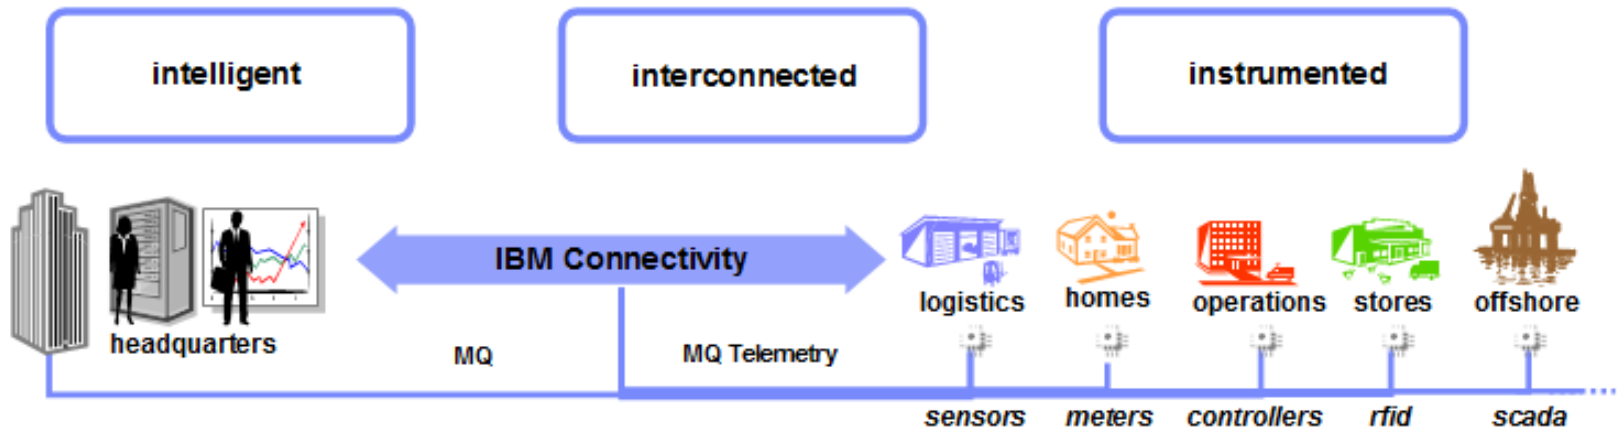 intelligent
interconnected
instrumented
IBM Connectivity
headquarters
logistics
homes
operations
stores
offshore
MQ
MQ Telemetry
sensors
meters
controllers
rfid
scada